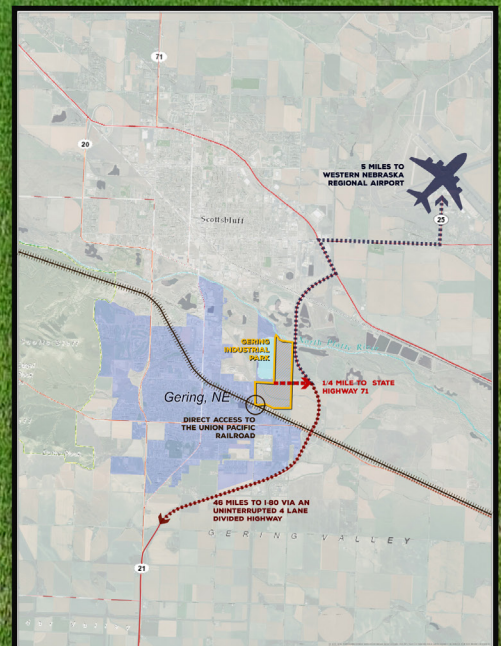 71
20
5 MILES TO
WESTERN NEBRASKA
REGIONAL AIRPORT
25
Scottsbluff
GERING
INDUSTRIAL
PARK
1/4 MILE TO STATE
HIGHWAY 71
Gering, NE
DIRECT ACCESS TO
THE UNION PACIFIC
RAILROAD
46 MILES TO I-80 VIA AN
UNINTERRUPTED 4 LANE
DIVIDED HIGHWAY
GERING VALLEY
21